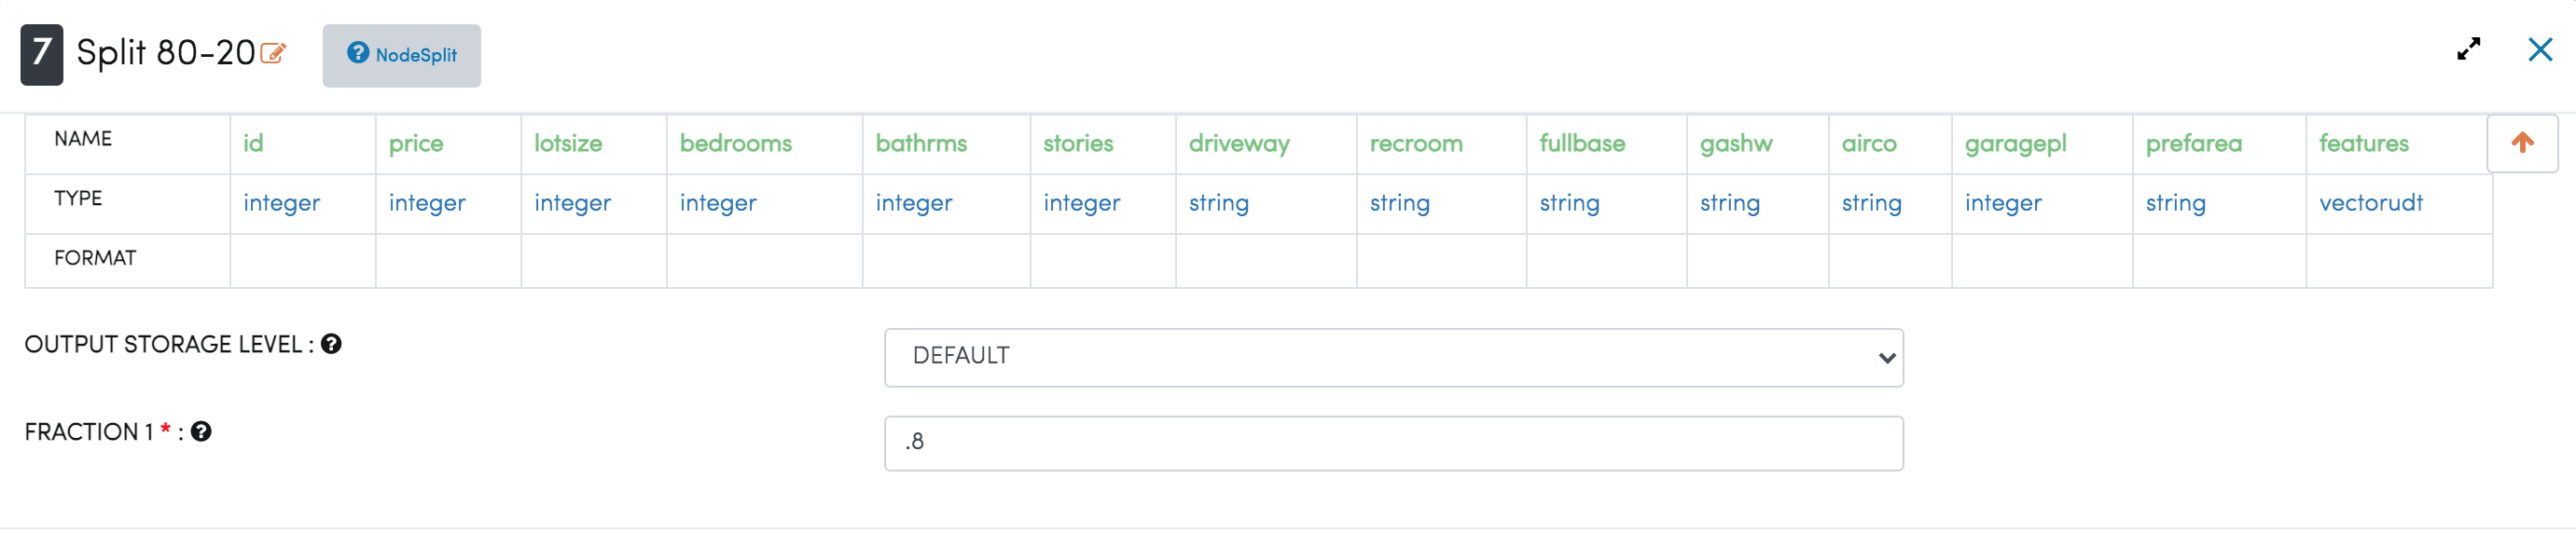 7 Split 80-20 NodeSplit
NAME id price lotsize bedrooms bathrms stories driveway recroom fullbase gashw airco garagepl prefarea features
TYPE integer integer integer integer integer integer string string string string string integer string vectorudt
FORMAT
OUTPUT STORAGE LEVEL : DEFAULT
FRACTION 1 * : .8